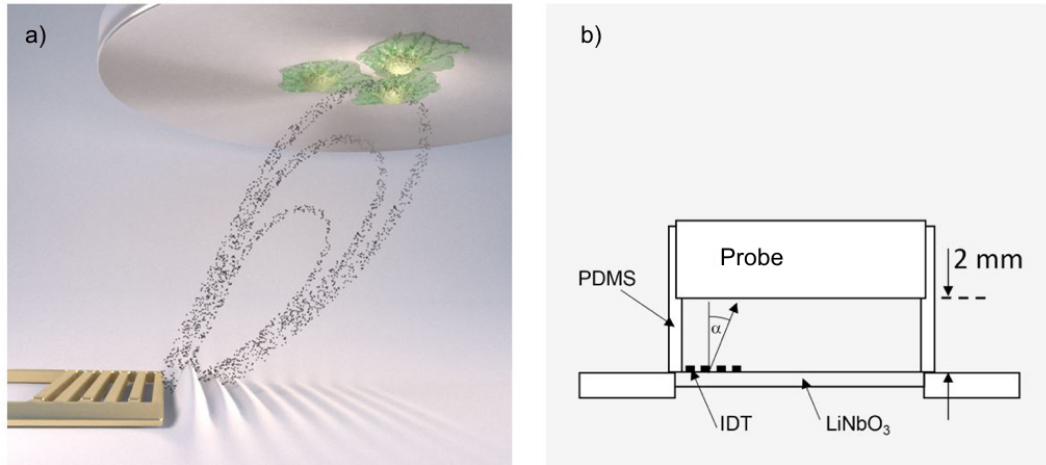 a)
b)
Probe
2 mm
PDMS
α
IDT
LiNbO₃